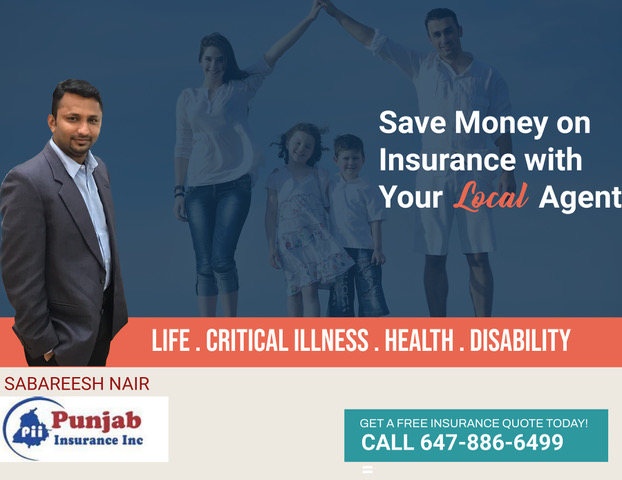 Save Money on
Insurance with
Your Local Agent
LIFE . CRITICAL ILLNESS . HEALTH . DISABILITY
SABAREESH NAIR
Pii Punjab
Insurance Inc
GET A FREE INSURANCE QUOTE TODAY!
CALL 647-886-6499
=